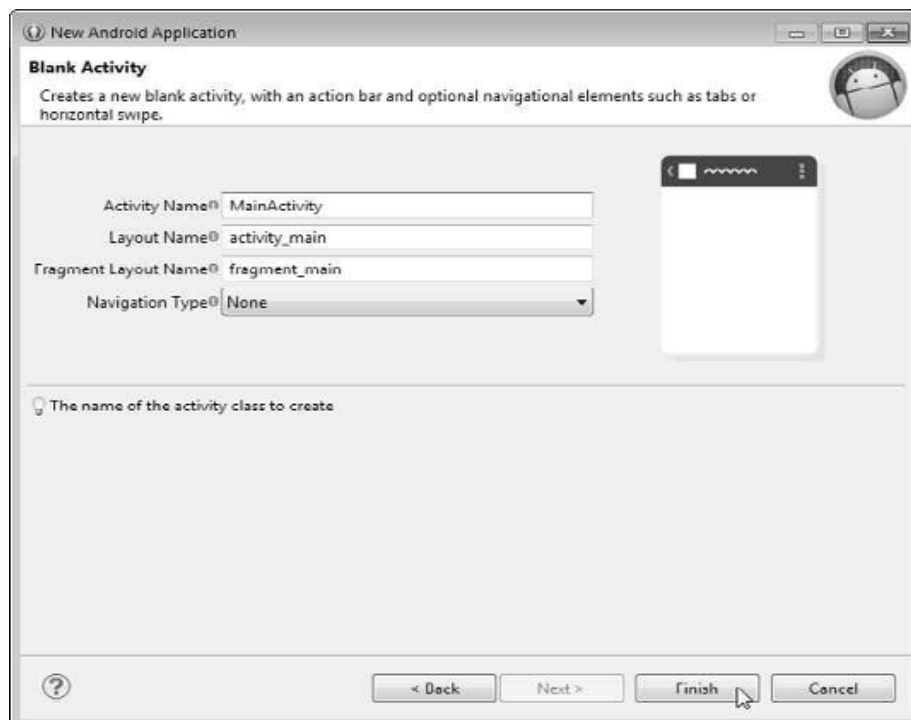 New Android Application
Blank Activity
Creates a new blank activity, with an action bar and optional navigational elements such as tabs or
horizontal swipe.
Activity Name MainActivity
Layout Name activity_main
Fragment Layout Name fragment_main
Navigation Type None
The name of the activity class to create
?
< Back
Next >
Finish
Cancel